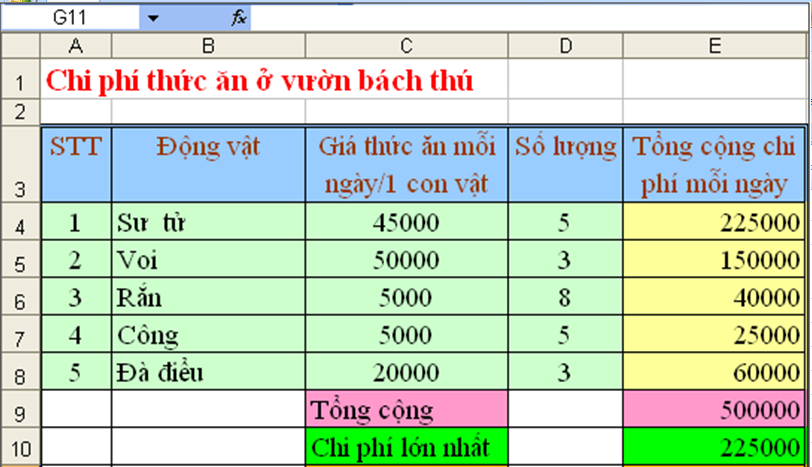 G11 fx
A B C D E
1 Chi phí thức ăn ở vườn bách thú
2
STT Động vật Giá thức ăn mỗi Số lượng Tổng cộng chi
3 ngày/1 con vật phí mỗi ngày
4 1 Sư tử 45000 5 225000
5 2 Voi 50000 3 150000
6 3 Rắn 5000 8 40000
7 4 Công 5000 5 25000
8 5 Đà điểu 20000 3 60000
9 Tổng cộng 500000
10 Chi phí lớn nhất 225000